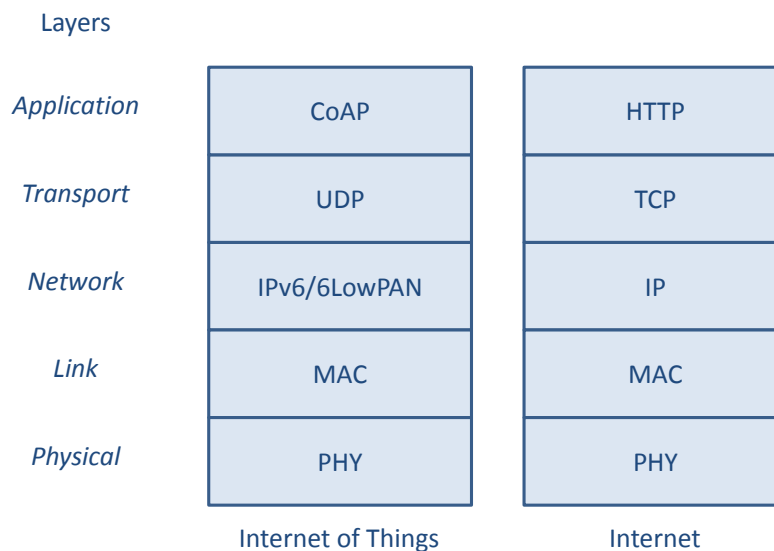 Layers
Application CoAP HTTP
Transport UDP TCP
Network IPv6/6LowPAN IP
Link MAC MAC
Physical PHY PHY
Internet of Things Internet